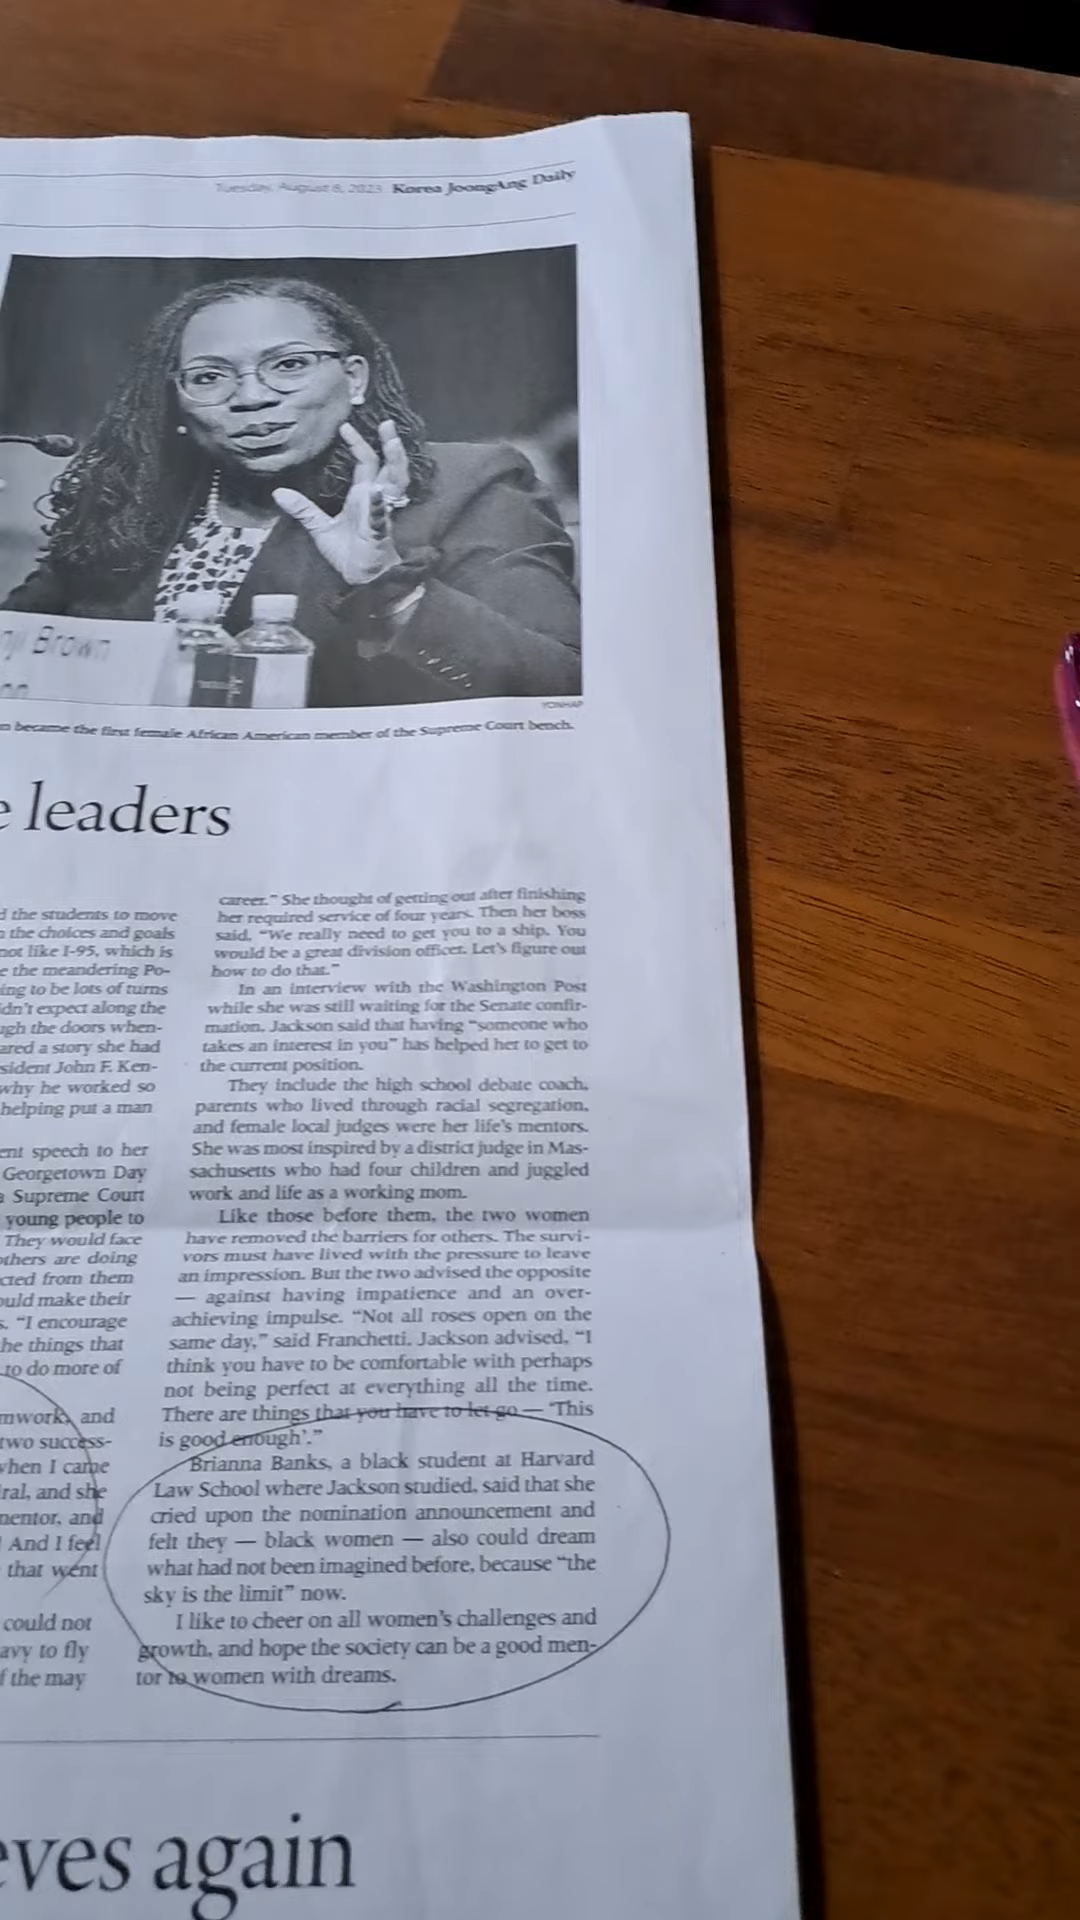 Tuesday, August 8, 2023 Korea JoongAng Daily
nji Brown
YONHAP
n became the first female African American member of the Supreme Court bench.
e leaders
d the students to move
n the choices and goals
not like I-95, which is
e the meandering Po-
ing to be lots of turns
idn't expect along the
ugh the doors when-
ared a story she had
sident John F. Ken-
why he worked so
helping put a man
ent speech to her
Georgetown Day
a Supreme Court
young people to
They would face
others are doing
cted from them
ould make their
s. "I encourage
he things that
to do more of
mwork, and
two success-
when I came
iral, and she
mentor, and
And I feel
that went
could not
avy to fly
f the may
career." She thought of getting out after finishing
her required service of four years. Then her boss
said, "We really need to get you to a ship. You
would be a great division officer. Let's figure out
how to do that."
In an interview with the Washington Post
while she was still waiting for the Senate confir-
mation, Jackson said that having "someone who
takes an interest in you" has helped her to get to
the current position.
They include the high school debate coach,
parents who lived through racial segregation,
and female local judges were her life's mentors.
She was most inspired by a district judge in Mas-
sachusetts who had four children and juggled
work and life as a working mom.
Like those before them, the two women
have removed the barriers for others. The survi-
vors must have lived with the pressure to leave
an impression. But the two advised the opposite
— against having impatience and an over-
achieving impulse. "Not all roses open on the
same day," said Franchetti. Jackson advised, "I
think you have to be comfortable with perhaps
not being perfect at everything all the time.
There are things that you have to let go — 'This
is good enough'."
Brianna Banks, a black student at Harvard
Law School where Jackson studied, said that she
cried upon the nomination announcement and
felt they — black women — also could dream
what had not been imagined before, because "the
sky is the limit" now.
I like to cheer on all women's challenges and
growth, and hope the society can be a good men-
tor to women with dreams.
eves again